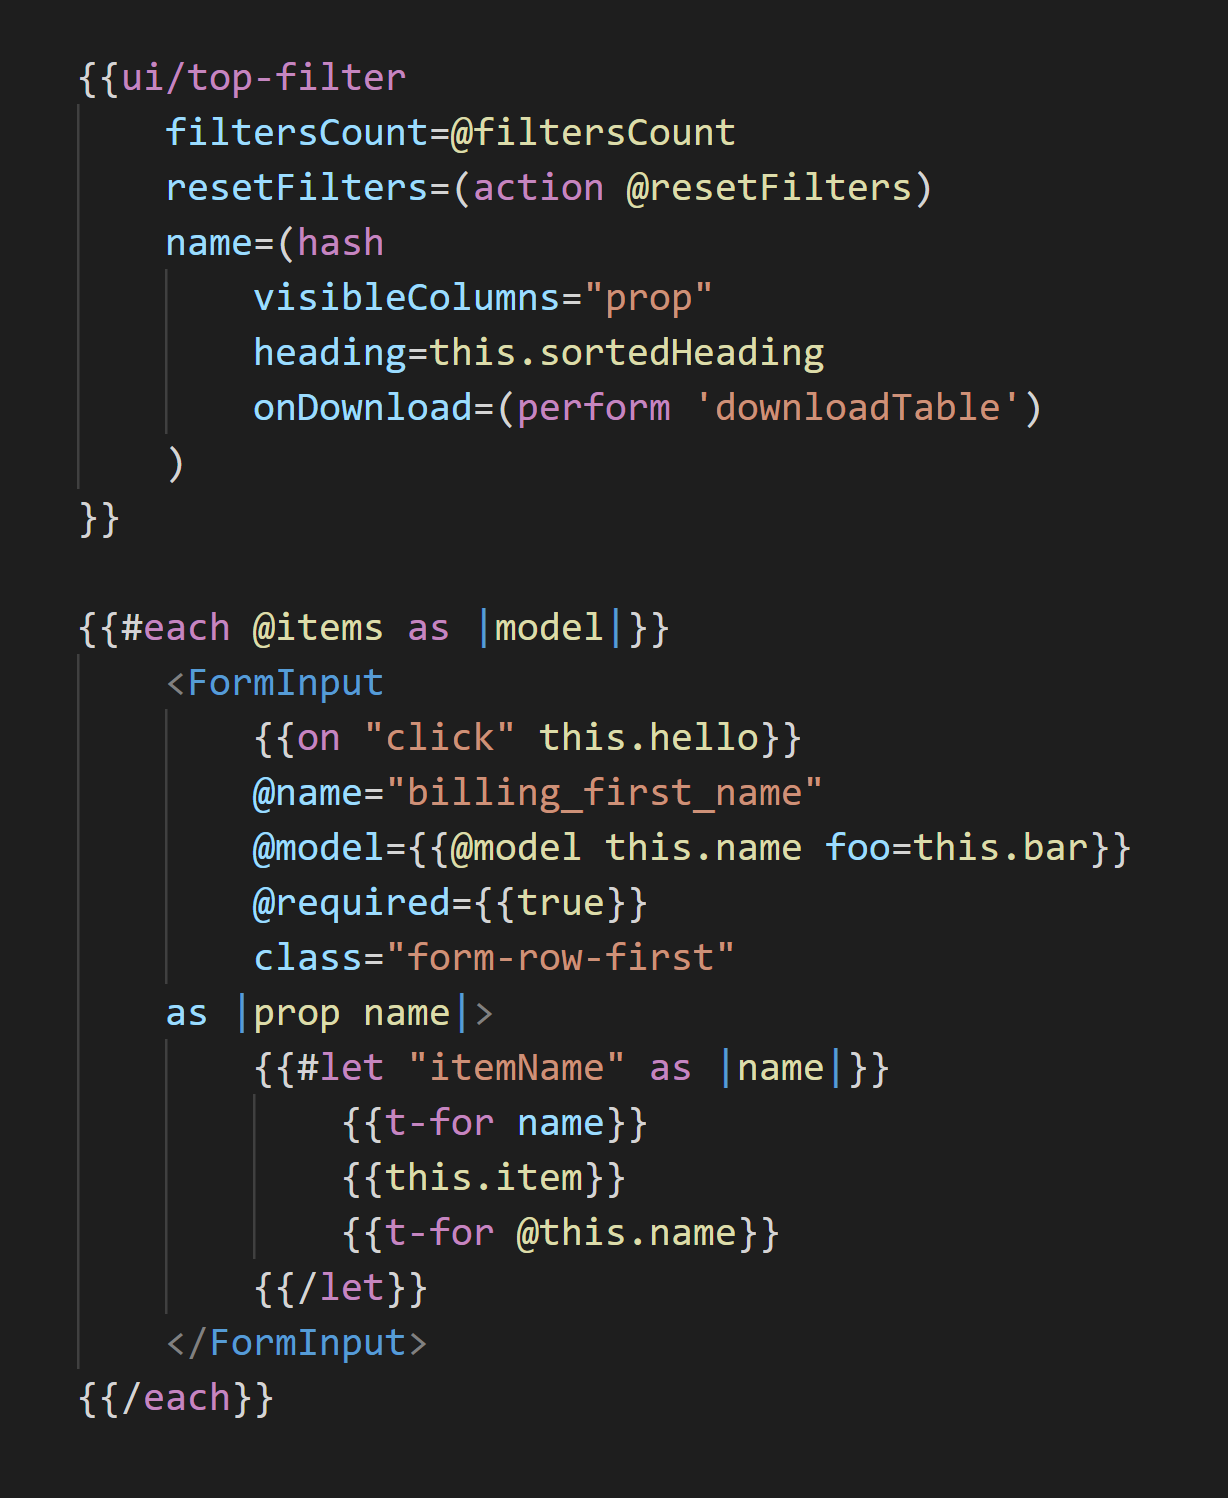 {{ui/top-filter
    filtersCount=@filtersCount
    resetFilters=(action @resetFilters)
    name=(hash
        visibleColumns="prop"
        heading=this.sortedHeading
        onDownload=(perform 'downloadTable')
    )
}}

{{#each @items as |model|}}
    <FormInput
        {{on "click" this.hello}}
        @name="billing_first_name"
        @model={{@model this.name foo=this.bar}}
        @required={{true}}
        class="form-row-first"
    as |prop name|>
        {{#let "itemName" as |name|}}
            {{t-for name}}
            {{this.item}}
            {{t-for @this.name}}
        {{/let}}
    </FormInput>
{{/each}}